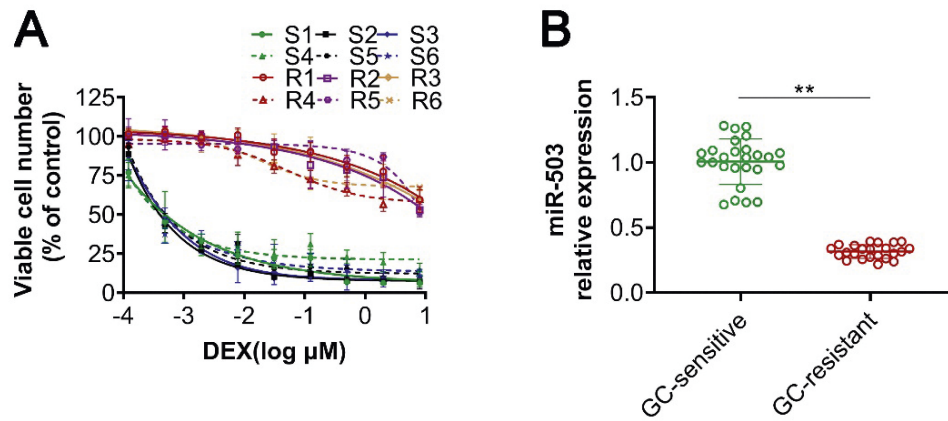 A
S1 S2 S3
S4 S5 S6
R1 R2 R3
R4 R5 R6
Viable cell number
(% of control)
125
100
75
50
25
0
-4 -3 -2 -1 0 1
DEX(log μM)
B
**
miR-503
relative expression
1.5
1.0
0.5
0.0
GC-sensitive
GC-resistant